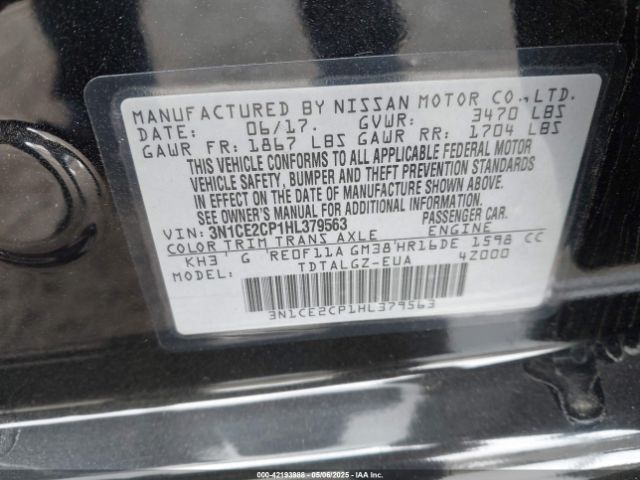 MANUFACTURED BY NISSAN MOTOR CO.,LTD.
DATE: 06/17. GVWR: 3470 LBS
GAWR FR: 1867 LBS GAWR RR: 1704 LBS
THIS VEHICLE CONFORMS TO ALL APPLICABLE FEDERAL MOTOR
VEHICLE SAFETY, BUMPER AND THEFT PREVENTION STANDARDS
IN EFFECT ON THE DATE OF MANUFACTURE SHOWN ABOVE.
SEE OWNER'S MANUAL FOR ADDITIONAL INFORMATION.
VIN: 3N1CE2CP1HL379563 PASSENGER CAR.
COLOR TRIM TRANS AXLE ENGINE
KH3' G 'RE0F11A GM38'HR16DE 1598 CC
MODEL: TDTALGZ-EUA 42000
3N1CE2CP1HL379563
000-42193988 - 05/06/2025 - IAAI.com